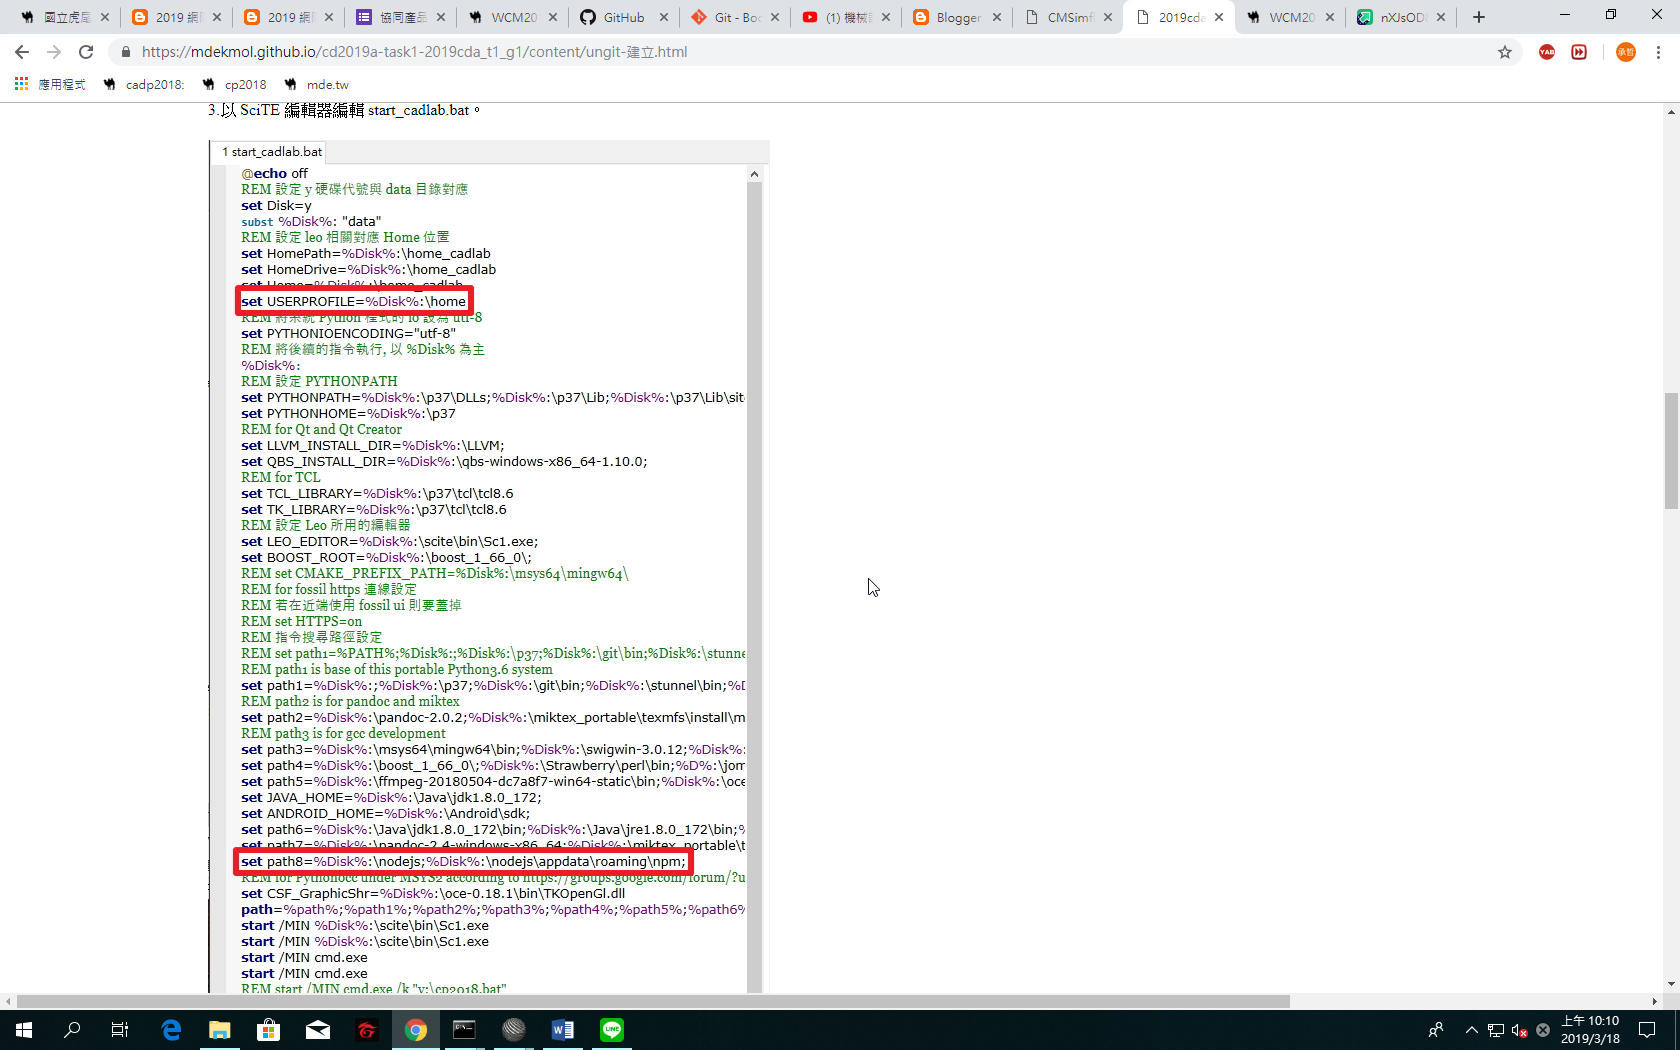 國立虎尾
2019 網際
2019 網際
協同產品
WCM20
GitHub
Git - Boo
(1) 機械設
Blogger
CMSimf
2019cda
WCM20
nXJsOD
https://mdekmol.github.io/cd2019a-task1-2019cda_t1_g1/content/ungit-建立.html
YAB
承哲
應用程式
cadp2018:
cp2018
mde.tw
3.以 SciTE 編輯器編輯 start_cadlab.bat。
1 start_cadlab.bat
@echo off
REM 設定 y 硬碟代號與 data 目錄對應
set Disk=y
subst %Disk%: "data"
REM 設定 leo 相關對應 Home 位置
set HomePath=%Disk%:\home_cadlab
set HomeDrive=%Disk%:\home_cadlab
set Home=%Disk%:\home_cadlab
set USERPROFILE=%Disk%:\home
REM 將系統 Python 程式的 io 設為 utf-8
set PYTHONIOENCODING="utf-8"
REM 將後續的指令執行, 以 %Disk% 為主
%Disk%:
REM 設定 PYTHONPATH
set PYTHONPATH=%Disk%:\p37\DLLs;%Disk%:\p37\Lib;%Disk%:\p37\Lib\sit
set PYTHONHOME=%Disk%:\p37
REM for Qt and Qt Creator
set LLVM_INSTALL_DIR=%Disk%:\LLVM;
set QBS_INSTALL_DIR=%Disk%:\qbs-windows-x86_64-1.10.0;
REM for TCL
set TCL_LIBRARY=%Disk%:\p37\tcl\tcl8.6
set TK_LIBRARY=%Disk%:\p37\tcl\tcl8.6
REM 設定 Leo 所用的編輯器
set LEO_EDITOR=%Disk%:\scite\bin\Sc1.exe;
set BOOST_ROOT=%Disk%:\boost_1_66_0\;
REM set CMAKE_PREFIX_PATH=%Disk%:\msys64\mingw64\
REM for fossil https 連線設定
REM 若在近端使用 fossil ui 則要蓋掉
REM set HTTPS=on
REM 指令搜尋路徑設定
REM set path1=%PATH%;%Disk%:;%Disk%:\p37;%Disk%:\git\bin;%Disk%:\stunne
REM path1 is base of this portable Python3.6 system
set path1=%Disk%:;%Disk%:\p37;%Disk%:\git\bin;%Disk%:\stunnel\bin;%D
REM path2 is for pandoc and miktex
set path2=%Disk%:\pandoc-2.0.2;%Disk%:\miktex_portable\texmfs\install\m
REM path3 is for gcc development
set path3=%Disk%:\msys64\mingw64\bin;%Disk%:\swigwin-3.0.12;%Disk%:
set path4=%Disk%:\boost_1_66_0\;%Disk%:\Strawberry\perl\bin;%D%:\jom
set path5=%Disk%:\ffmpeg-20180504-dc7a8f7-win64-static\bin;%Disk%:\oce
set JAVA_HOME=%Disk%:\Java\jdk1.8.0_172;
set ANDROID_HOME=%Disk%:\Android\sdk;
set path6=%Disk%:\Java\jdk1.8.0_172\bin;%Disk%:\Java\jre1.8.0_172\bin;%
set path7=%Disk%:\pandoc-2.4-windows-x86_64;%Disk%:\miktex_portable\t
set path8=%Disk%:\nodejs;%Disk%:\nodejs\appdata\roaming\npm;
REM for Pythonocc under MSYS2 according to https://groups.google.com/forum/?u
set CSF_GraphicShr=%Disk%:\oce-0.18.1\bin\TKOpenGl.dll
path=%path%;%path1%;%path2%;%path3%;%path4%;%path5%;%path6%
start /MIN %Disk%:\scite\bin\Sc1.exe
start /MIN %Disk%:\scite\bin\Sc1.exe
start /MIN cmd.exe
start /MIN cmd.exe
REM start /MIN cmd.exe /k "y:\cp2018.bat"
上午 10:10
2019/3/18